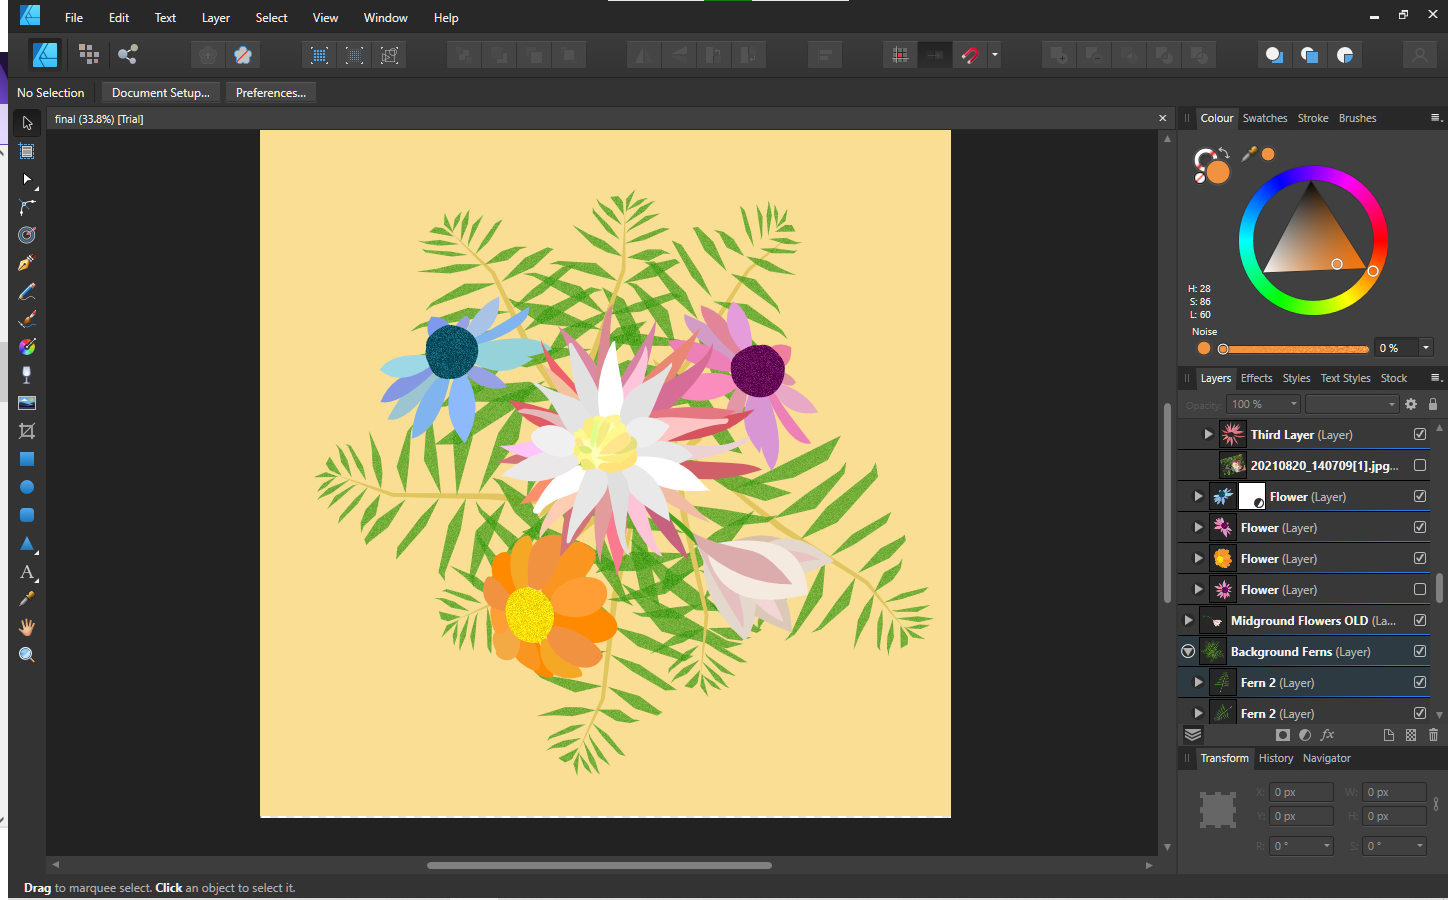 File Edit Text Layer Select View Window Help
No Selection Document Setup... Preferences...
final (33.8%) [Trial]
Colour Swatches Stroke Brushes
H: 28
S: 86
L: 60
Noise
0 %
Layers Effects Styles Text Styles Stock
Opacity: 100 %
Third Layer (Layer)
20210820_140709[1].jpg...
Flower (Layer)
Flower (Layer)
Flower (Layer)
Flower (Layer)
Midground Flowers OLD (La...
Background Ferns (Layer)
Fern 2 (Layer)
Fern 2 (Layer)
fx
Transform History Navigator
X: 0 px W: 0 px
Y: 0 px H: 0 px
R: 0 ° S: 0 °
A
Drag to marquee select. Click an object to select it.